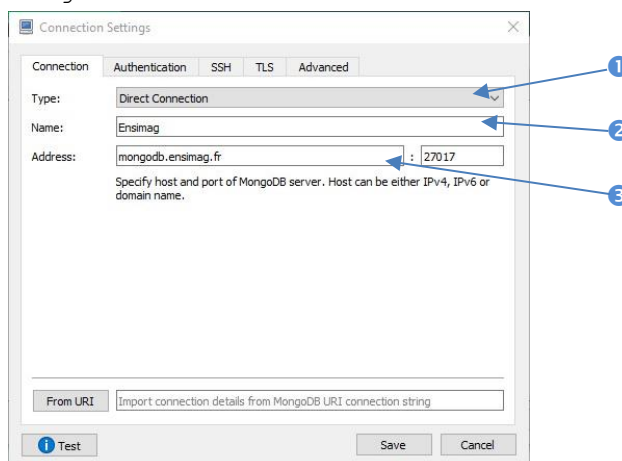 Connection Settings
Connection Authentication SSH TLS Advanced
1
Type: Direct Connection
Name: Ensimag
2
Address: mongodb.ensimag.fr : 27017
Specify host and port of MongoDB server. Host can be either IPv4, IPv6 or
domain name.
3
From URI Import connection details from MongoDB URI connection string
Test Save Cancel